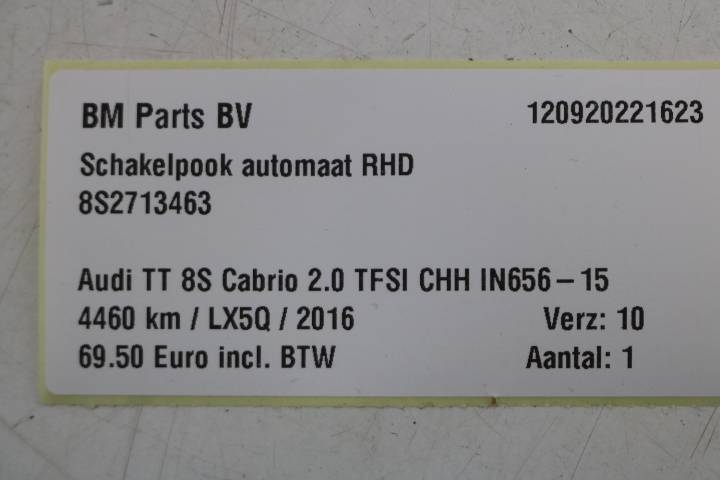 BM Parts BV 120920221623
Schakelpook automaat RHD
8S2713463
Audi TT 8S Cabrio 2.0 TFSI CHH IN656 – 15
4460 km / LX5Q / 2016 Verz: 10
69.50 Euro incl. BTW Aantal: 1